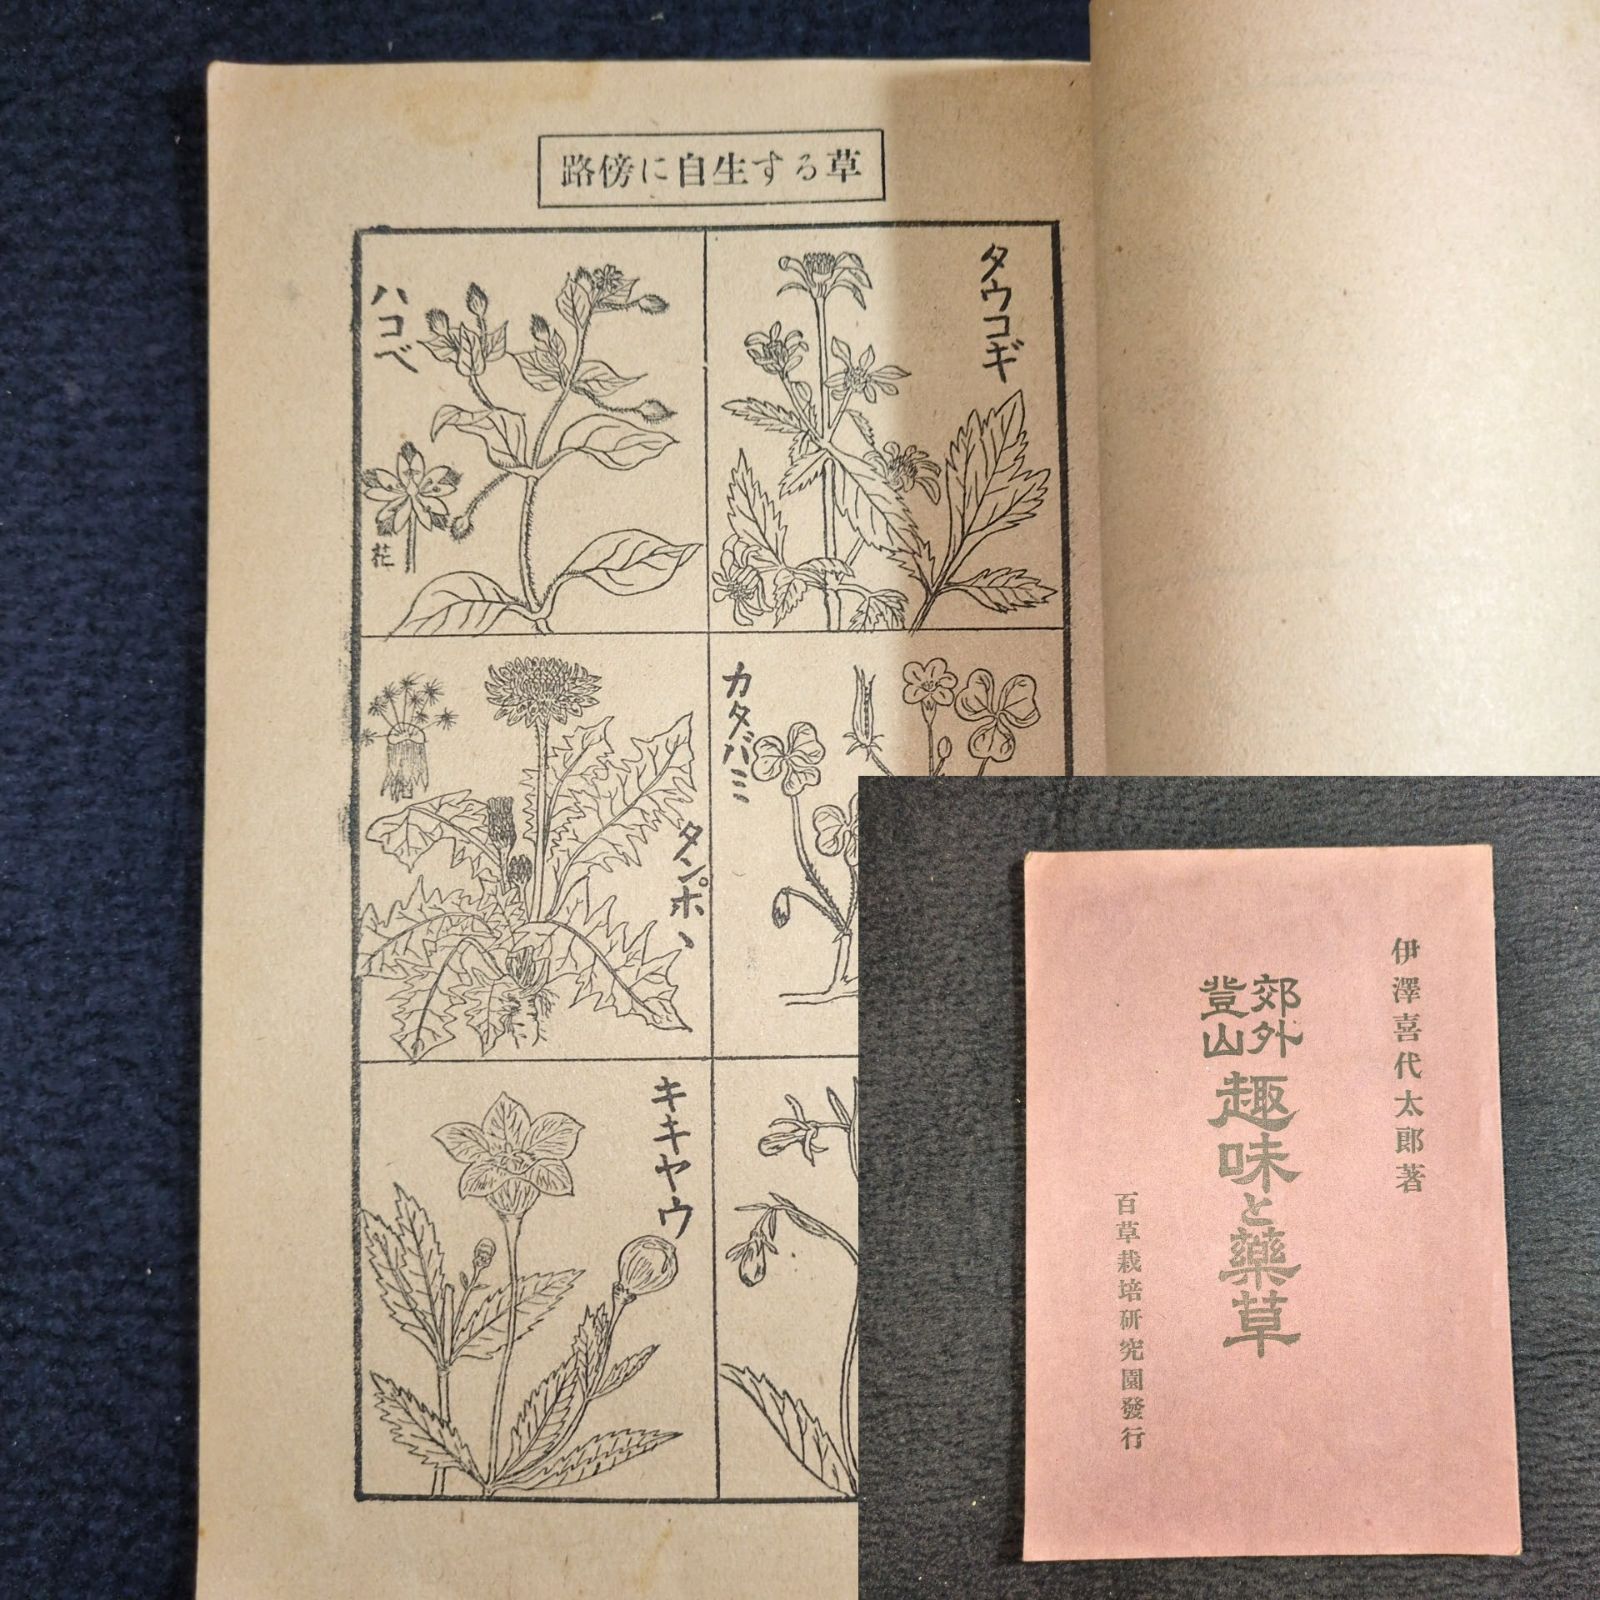 路傍に自生する草
タウコギ
ハコベ
花
カタバミ
タンポヽ
キキヤウ
伊澤喜代太郎著
郊外
登山
趣味と藥草
百草栽培研究園發行